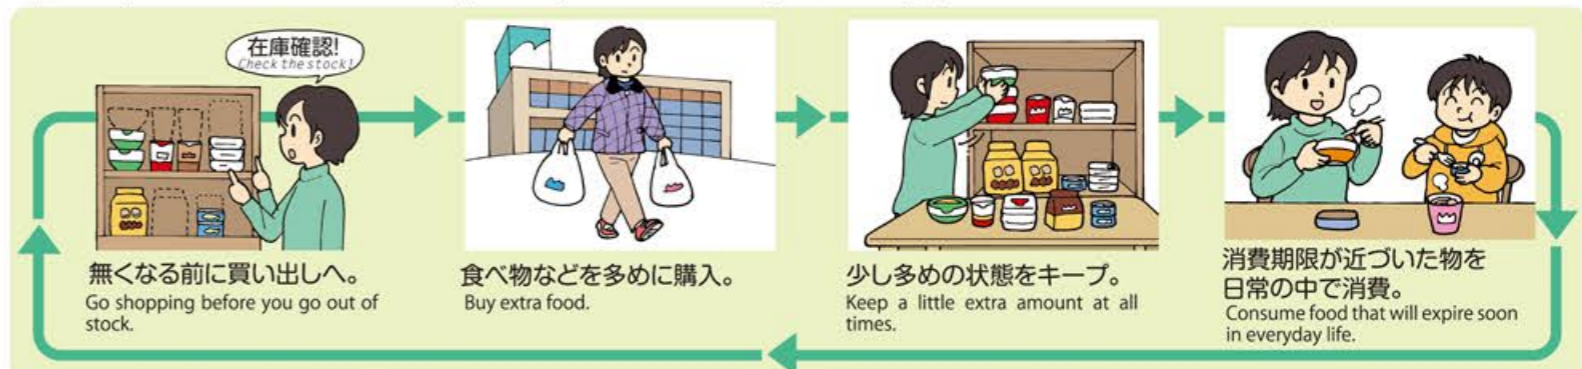 在庫確認!
Check the stock!
無くなる前に買い出しへ。
Go shopping before you go out of
stock.
食べ物などを多めに購入。
Buy extra food.
少し多めの状態をキープ。
Keep a little extra amount at all
times.
消費期限が近づいた物を
日常の中で消費。
Consume food that will expire soon
in everyday life.